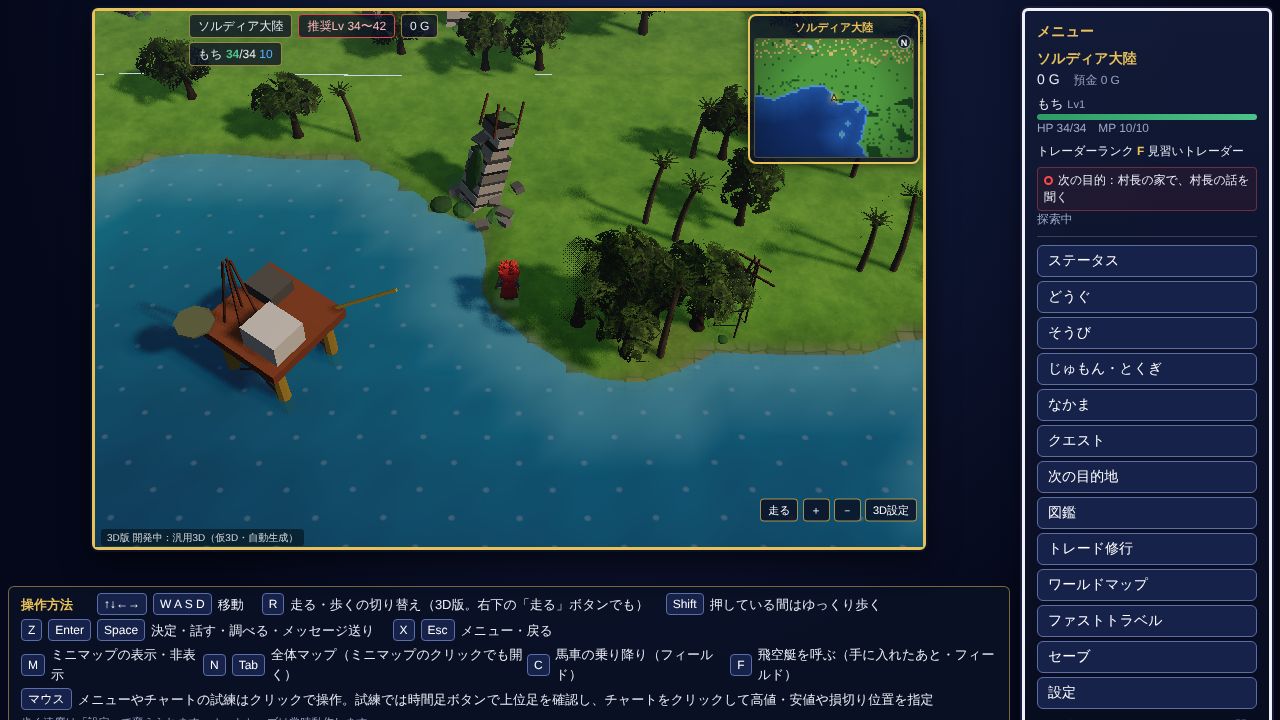 ソルディア大陸 推奨Lv 34〜42 0 G
もち 34/34 10
ソルディア大陸
N
走る + − 3D設定
3D版 開発中：汎用3D（仮3D・自動生成）
メニュー
ソルディア大陸
0 G 預金 0 G
もち Lv1
HP 34/34 MP 10/10
トレーダーランク F 見習いトレーダー
次の目的：村長の家で、村長の話を
聞く
探索中
ステータス
どうぐ
そうび
じゅもん・とくぎ
なかま
クエスト
次の目的地
図鑑
トレード修行
ワールドマップ
ファストトラベル
セーブ
設定
操作方法 ↑↓←→ W A S D 移動 R 走る・歩くの切り替え（3D版。右下の「走る」ボタンでも） Shift 押している間はゆっくり歩く
Z Enter Space 決定・話す・調べる・メッセージ送り X Esc メニュー・戻る
M ミニマップの表示・非表示 N Tab 全体マップ（ミニマップのクリックでも開く） C 馬車の乗り降り（フィールド） F 飛空艇を呼ぶ（手に入れたあと・フィールド）
マウス メニューやチャートの試練はクリックで操作。試練では時間足ボタンで上位足を確認し、チャートをクリックして高値・安値や損切り位置を指定